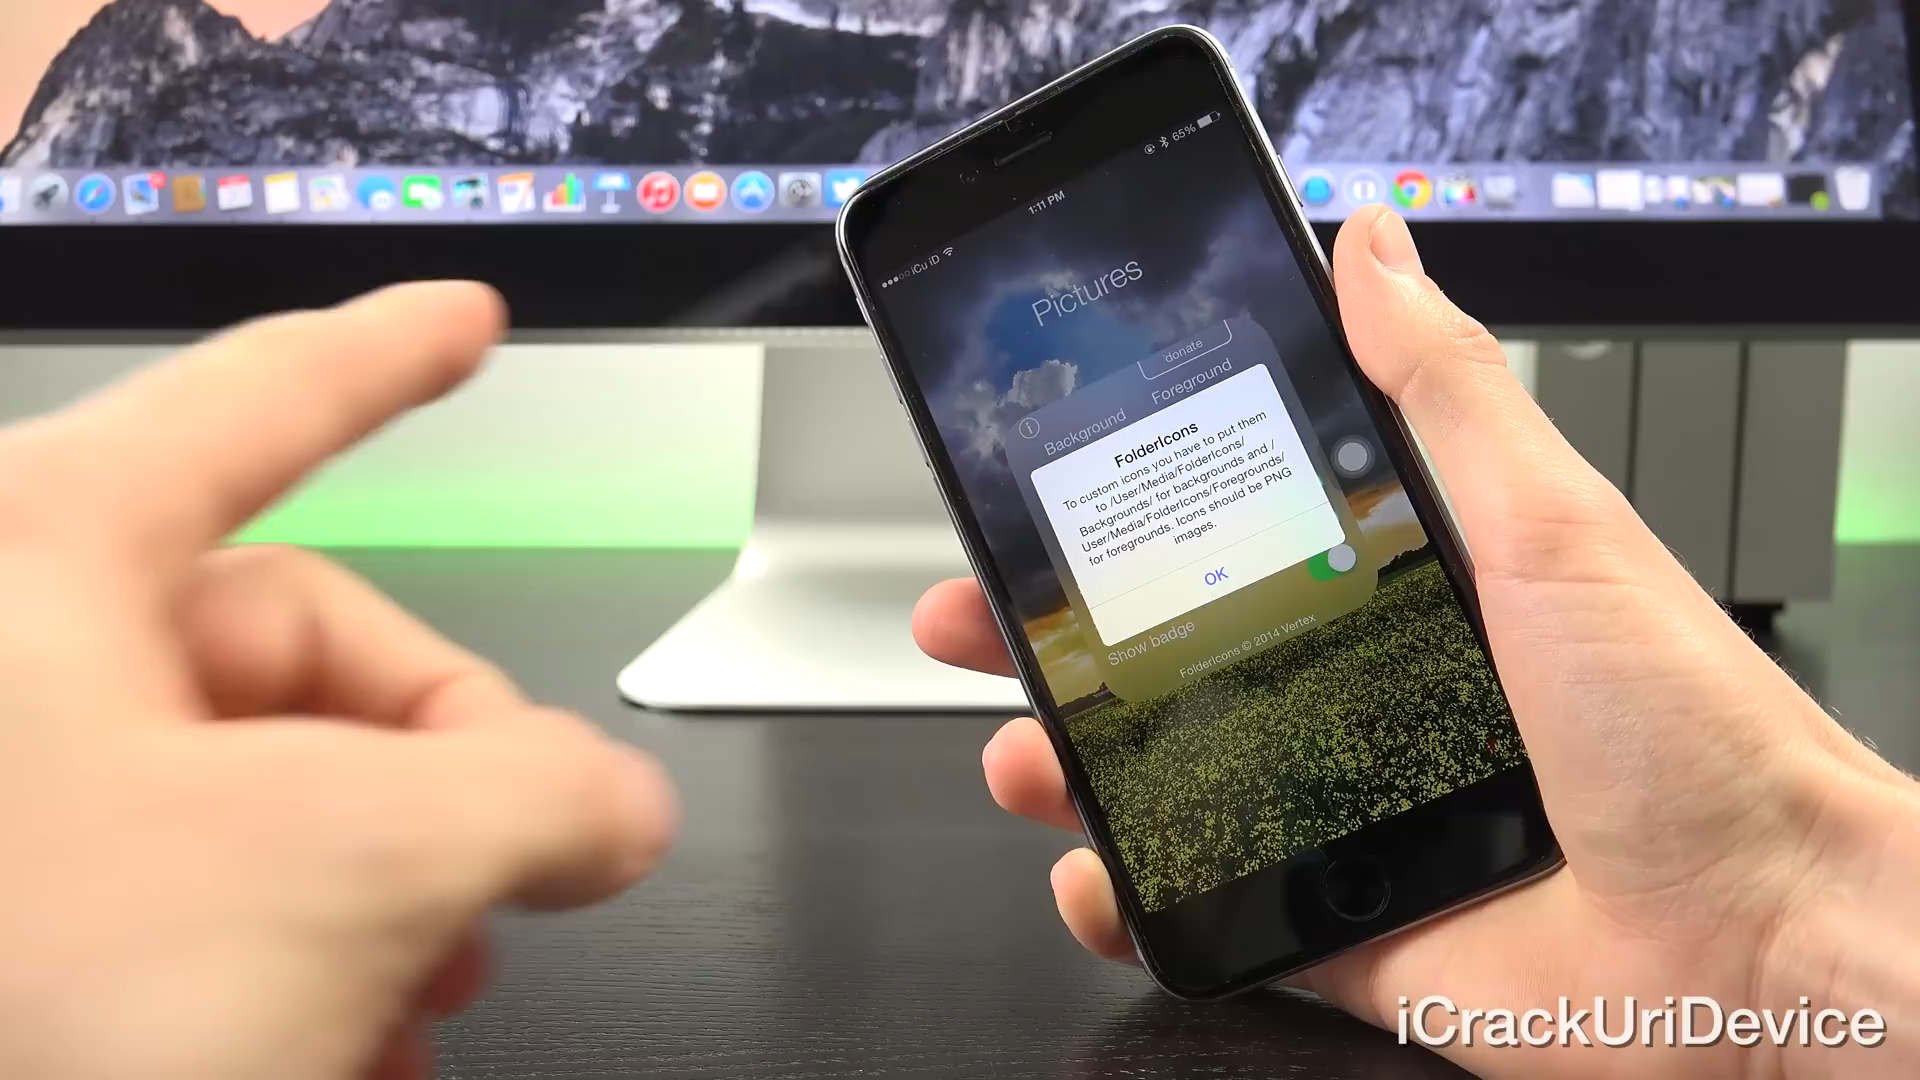 iCu iD
1:11 PM
65%
Pictures
donate
Background Foreground
FolderIcons
To custom icons you have to put them
to /User/Media/FolderIcons/
Backgrounds/ for backgrounds and /
User/Media/FolderIcons/Foregrounds/
for foregrounds. Icons should be PNG
images.
OK
Show badge
FolderIcons © 2014 Vertex
iCrackUriDevice